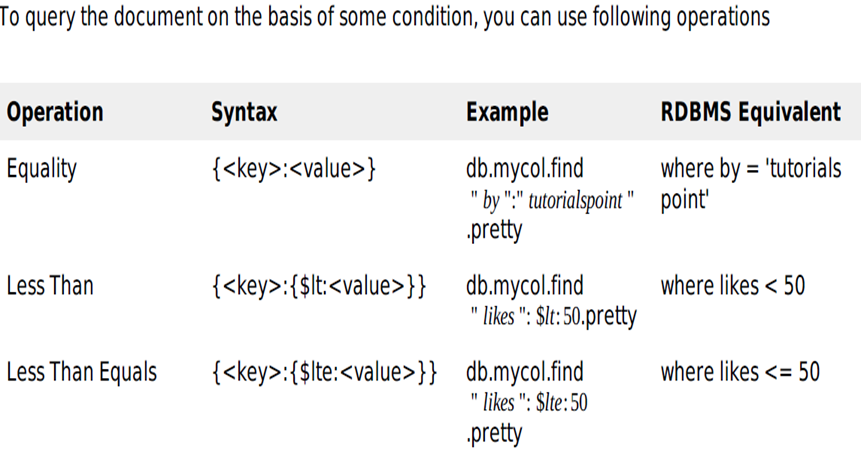 To query the document on the basis of some condition, you can use following operations
Operation Syntax Example RDBMS Equivalent
Equality {<key>:<value>} db.mycol.find where by = 'tutorials
" by ":" tutorialspoint " point'
.pretty
Less Than {<key>:{$lt:<value>}} db.mycol.find where likes < 50
" likes ": $lt: 50.pretty
Less Than Equals {<key>:{$lte:<value>}} db.mycol.find where likes <= 50
" likes ": $lte: 50
.pretty